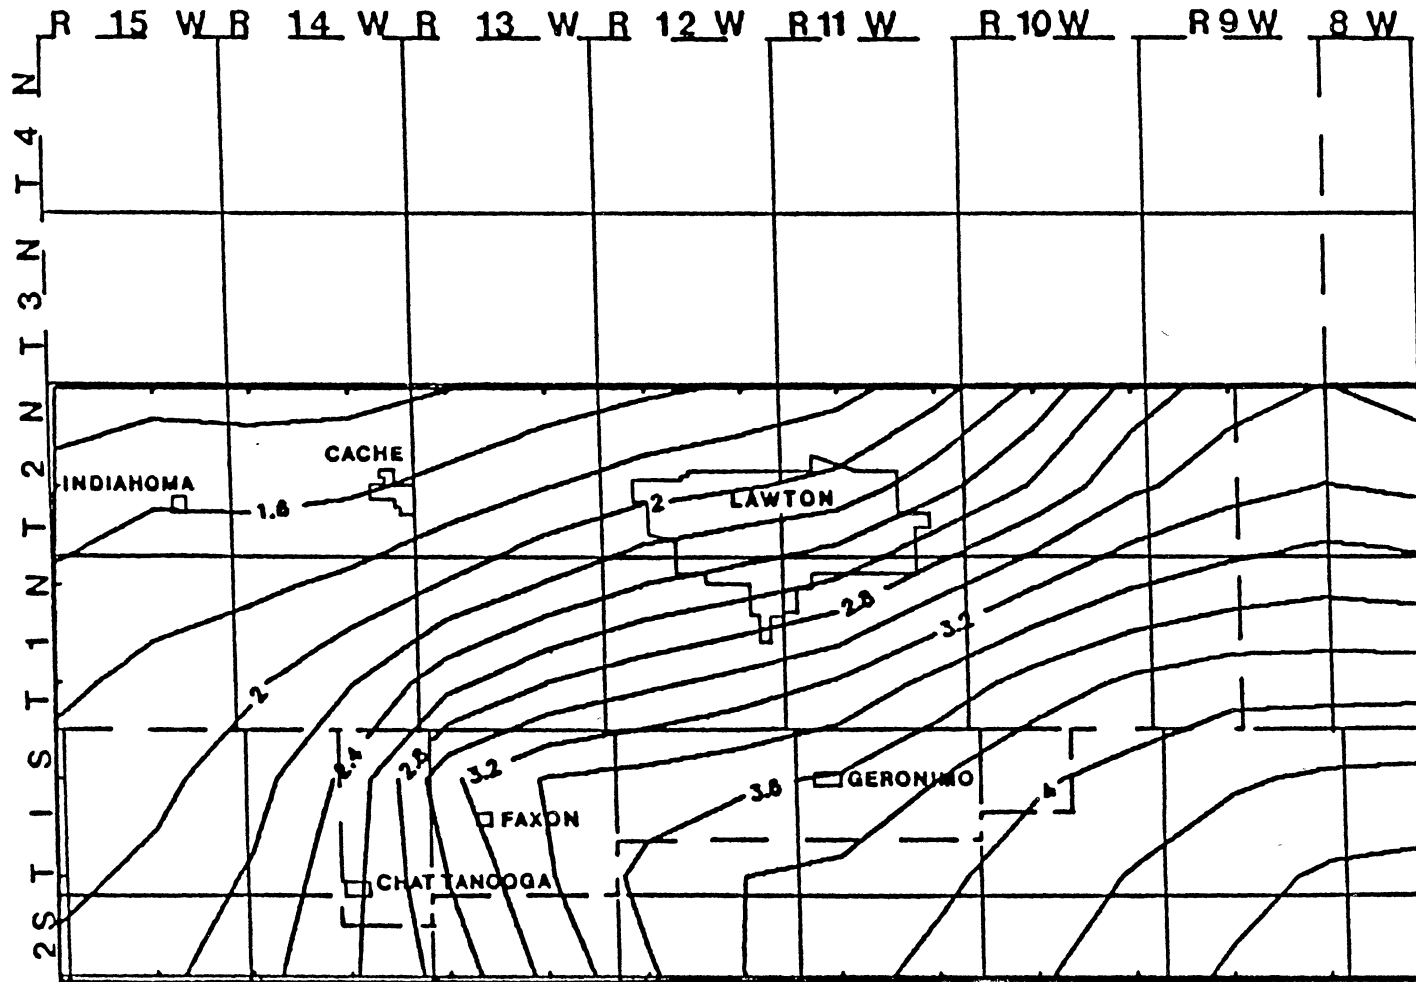 R 15 W R 14 W R 13 W R 12 W R 11 W R 10 W R 9 W 8 W
T 4 N
T 3 N
T 2 N
T 1 N
T 1 S
2 S
CACHE
INDIAHOMA
1.6
2
LAWTON
2.8
3.2
2
2.4
2.8
3.2
3.6
GERONIMO
4
FAXON
CHATTANOOGA